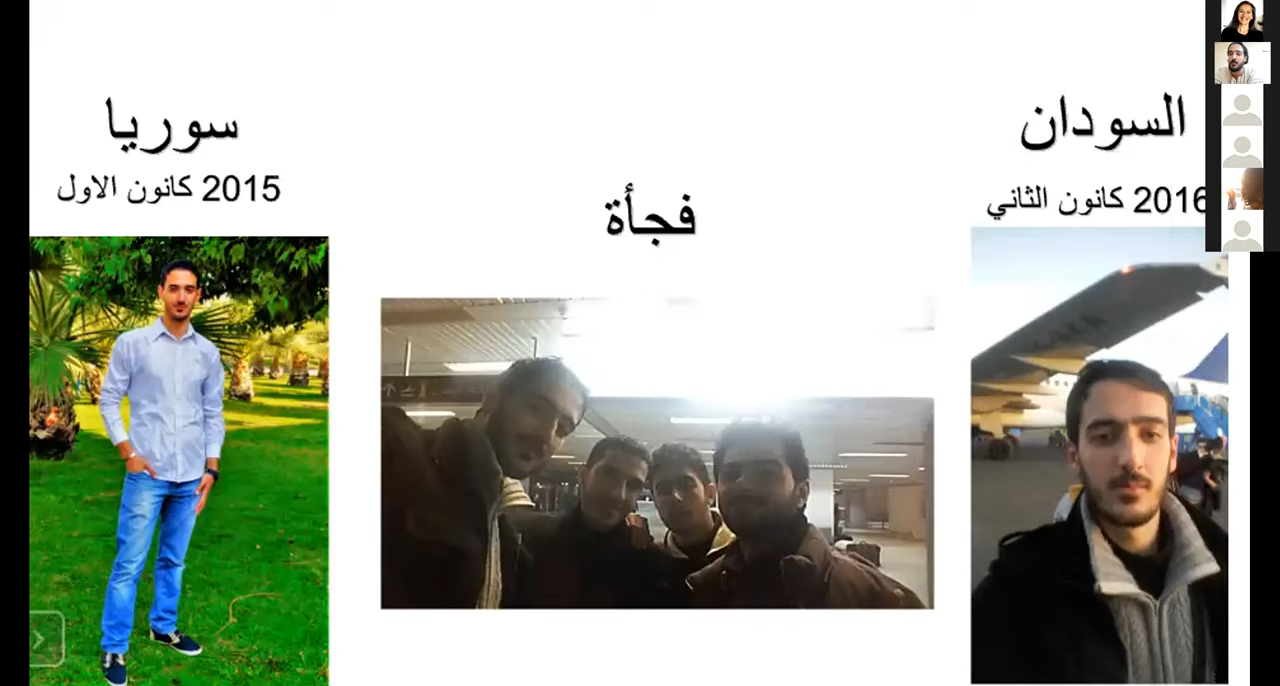 السودان
2016 كانون الثاني
فجأة
سوريا
2015 كانون الاول